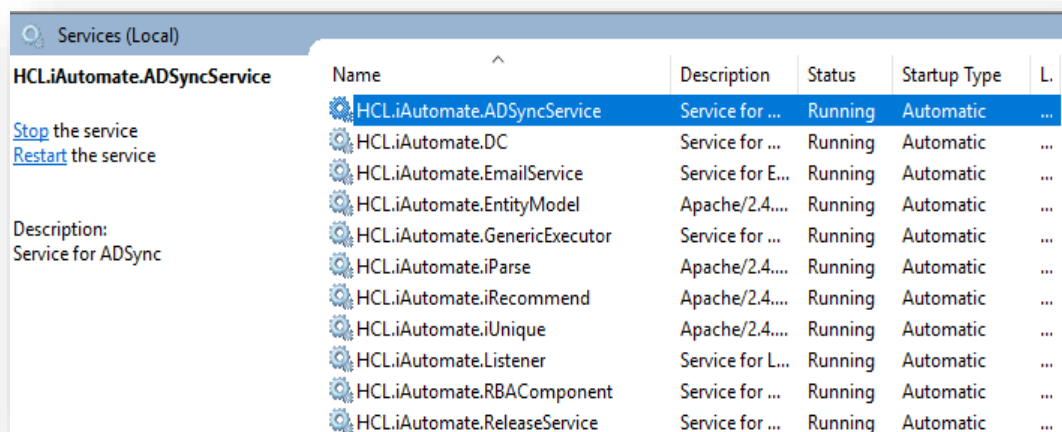 Services (Local)
HCL.iAutomate.ADSyncService
Stop the service
Restart the service
Description:
Service for ADSync
Name Description Status Startup Type L.
HCL.iAutomate.ADSyncService Service for ... Running Automatic ...
HCL.iAutomate.DC Service for ... Running Automatic ...
HCL.iAutomate.EmailService Service for E... Running Automatic ...
HCL.iAutomate.EntityModel Apache/2.4.... Running Automatic ...
HCL.iAutomate.GenericExecutor Service for ... Running Automatic ...
HCL.iAutomate.iParse Apache/2.4.... Running Automatic ...
HCL.iAutomate.iRecommend Apache/2.4.... Running Automatic ...
HCL.iAutomate.iUnique Apache/2.4.... Running Automatic ...
HCL.iAutomate.Listener Service for L... Running Automatic ...
HCL.iAutomate.RBAComponent Service for ... Running Automatic ...
HCL.iAutomate.ReleaseService Service for ... Running Automatic ...